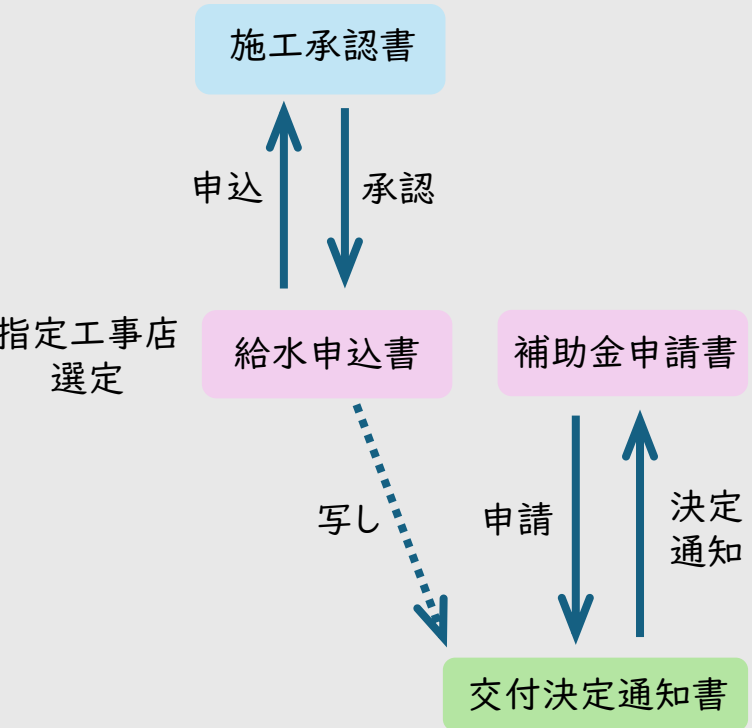 施工承認書
申込
承認
指定工事店
選定
給水申込書
補助金申請書
写し
申請
決定
通知
交付決定通知書